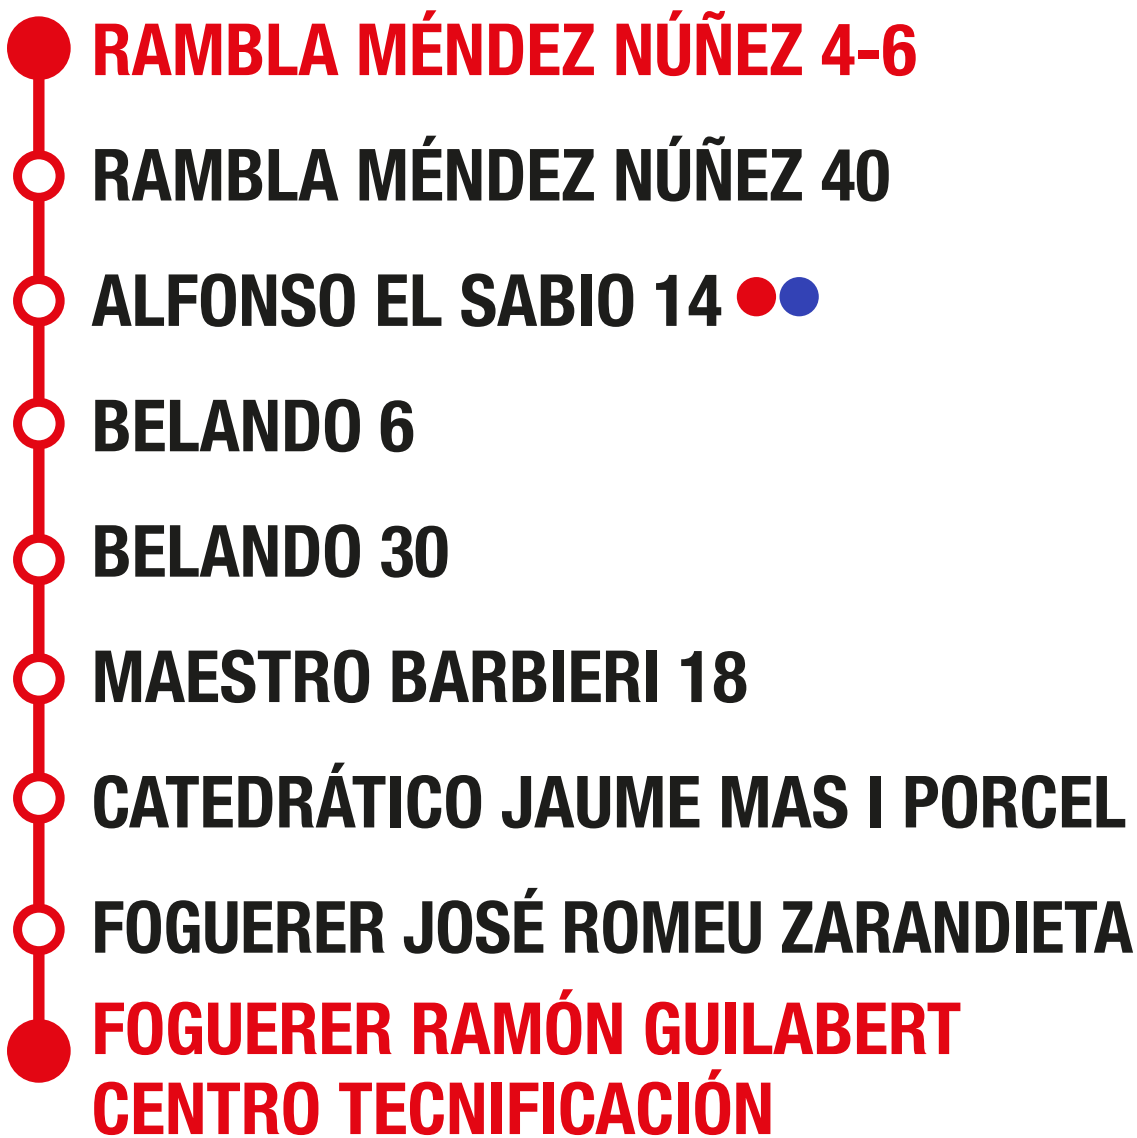 RAMBLA MÉNDEZ NÚÑEZ 4-6
RAMBLA MÉNDEZ NÚÑEZ 40
ALFONSO EL SABIO 14
BELANDO 6
BELANDO 30
MAESTRO BARBIERI 18
CATEDRÁTICO JAUME MAS I PORCEL
FOGUERER JOSÉ ROMEU ZARANDIETA
FOGUERER RAMÓN GUILABERT
CENTRO TECNIFICACIÓN